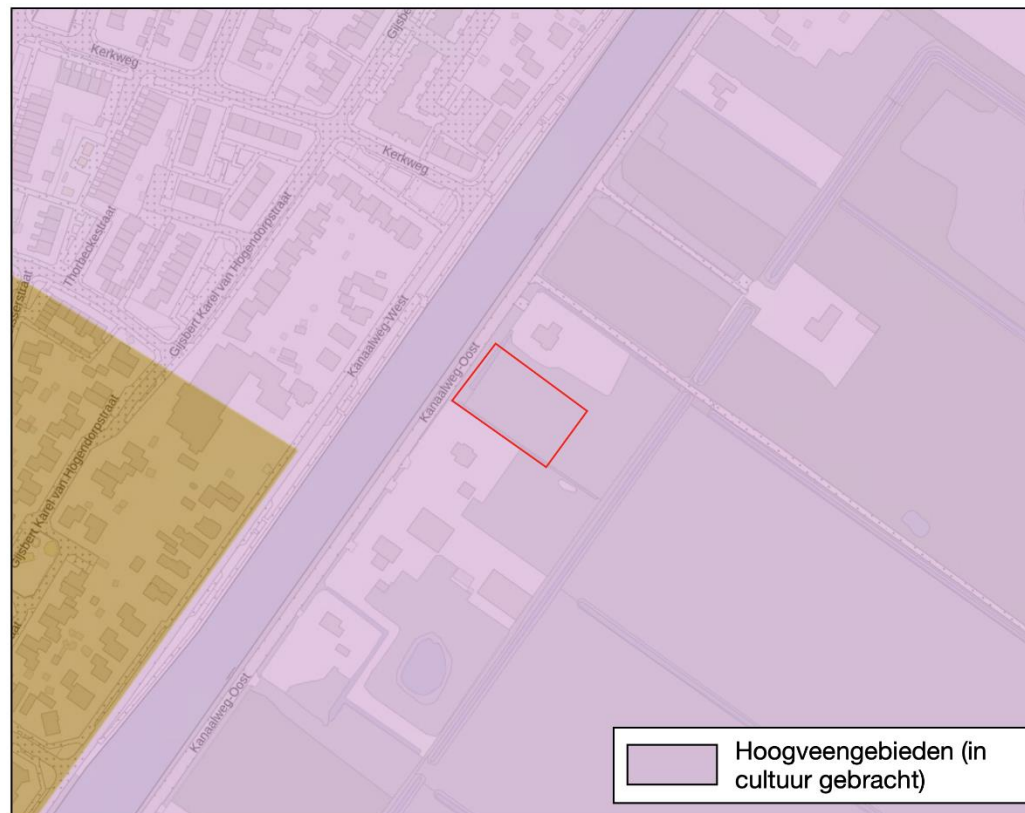 Kerkweg
Gijsb
Kerkweg
Thorbeckestraat
Gijsbert Karel van Hogendorpstraat
Kanaalweg-West
Kanaalweg-Oost
Gijsbert Karel van Hogendorpstraat
Kanaalweg-Oost
Hoogveengebieden (in
cultuur gebracht)